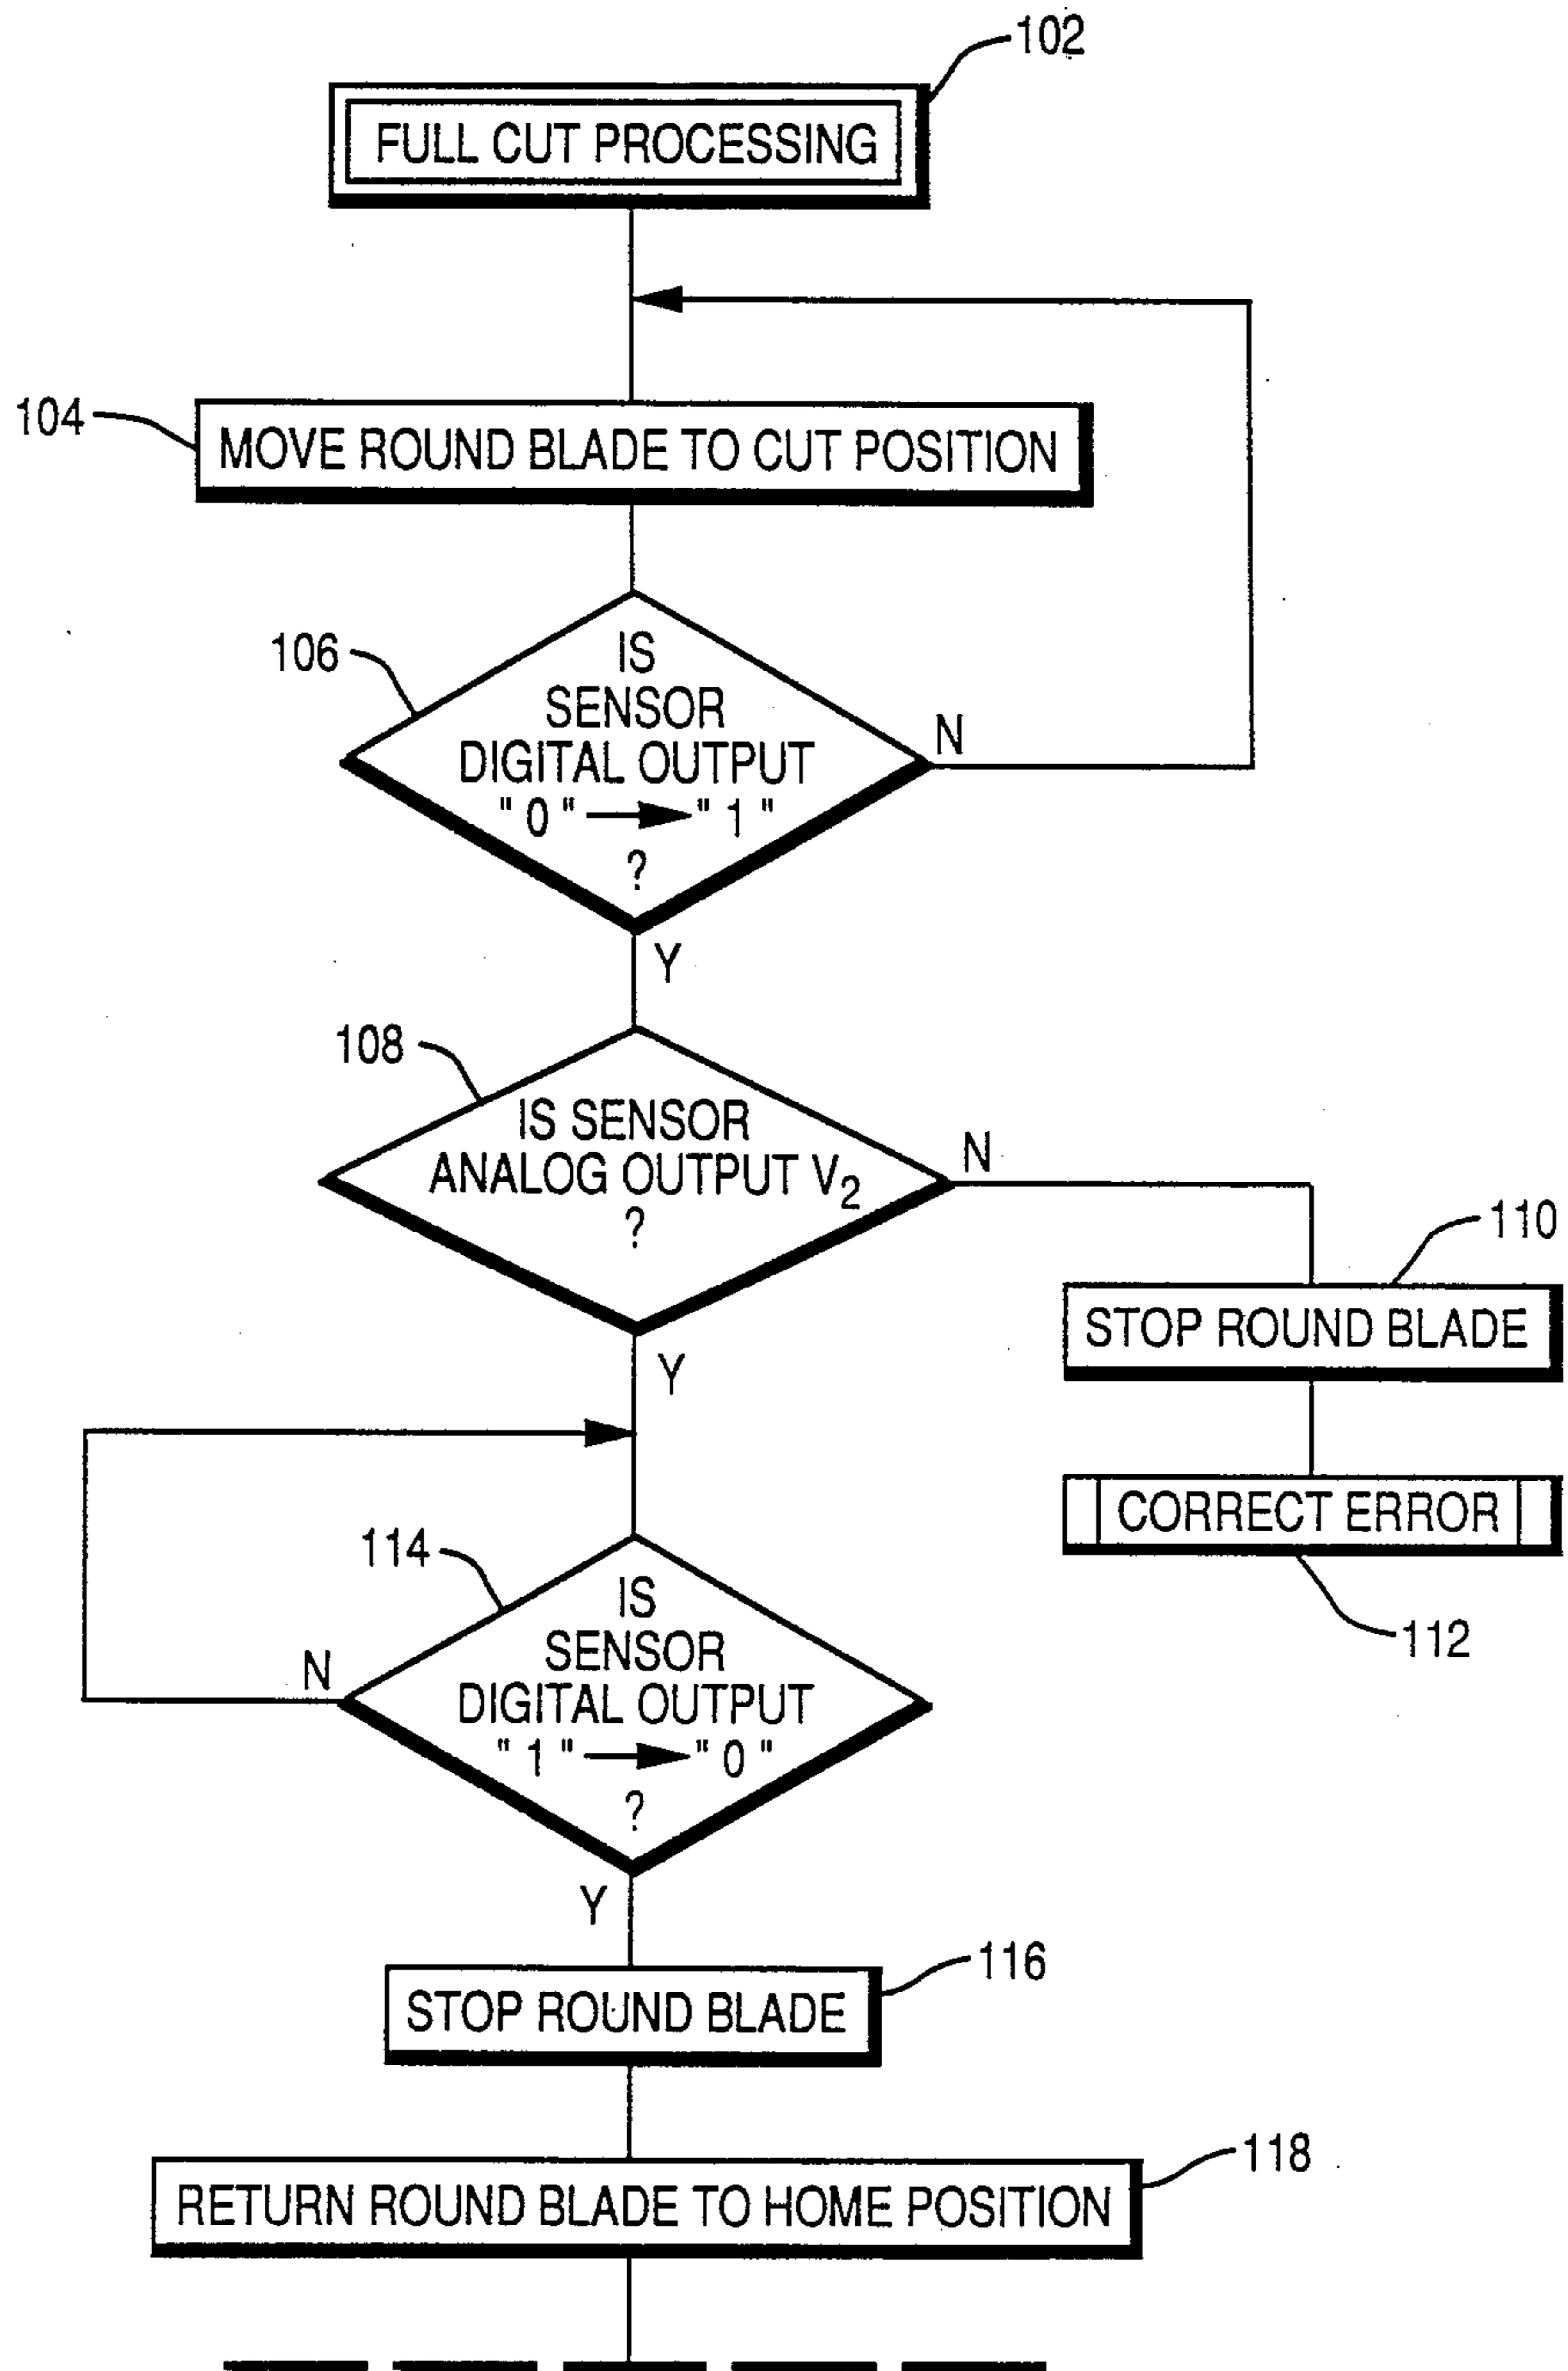 102
FULL CUT PROCESSING
104
MOVE ROUND BLADE TO CUT POSITION
106
IS
SENSOR
DIGITAL OUTPUT
" 0 " → " 1 "
?
N
Y
108
IS SENSOR
ANALOG OUTPUT V2
?
N
110
STOP ROUND BLADE
Y
CORRECT ERROR
112
114
IS
SENSOR
DIGITAL OUTPUT
" 1 " → " 0 "
?
N
Y
116
STOP ROUND BLADE
118
RETURN ROUND BLADE TO HOME POSITION